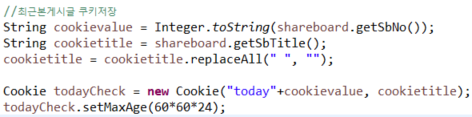 //최근본게시글 쿠키저장
String cookievalue = Integer.toString(shareboard.getSbNo());
String cookietitle = shareboard.getSbTitle();
cookietitle = cookietitle.replaceAll(" ", "");
Cookie todayCheck = new Cookie("today"+cookievalue, cookietitle);
todayCheck.setMaxAge(60*60*24);